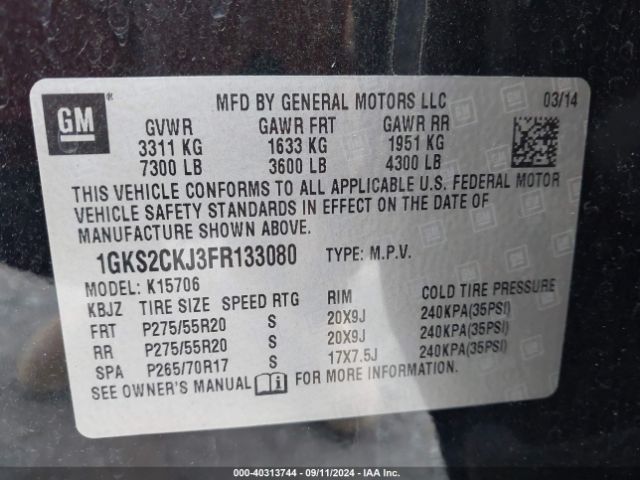 GM ®
MFD BY GENERAL MOTORS LLC 03/14
GVWR GAWR FRT GAWR RR
3311 KG 1633 KG 1951 KG
7300 LB 3600 LB 4300 LB
THIS VEHICLE CONFORMS TO ALL APPLICABLE U.S. FEDERAL MOTOR
VEHICLE SAFETY STANDARDS IN EFFECT ON THE DATE OF
MANUFACTURE SHOWN ABOVE.
1GKS2CKJ3FR133080 TYPE: M.P.V.
MODEL: K15706
KBJZ TIRE SIZE SPEED RTG RIM COLD TIRE PRESSURE
FRT P275/55R20 S 20X9J 240KPA(35PSI)
RR P275/55R20 S 20X9J 240KPA(35PSI)
SPA P265/70R17 S 17X7.5J 240KPA(35PSI)
SEE OWNER'S MANUAL FOR MORE INFORMATION.
000-40313744 - 09/11/2024 - IAA Inc.